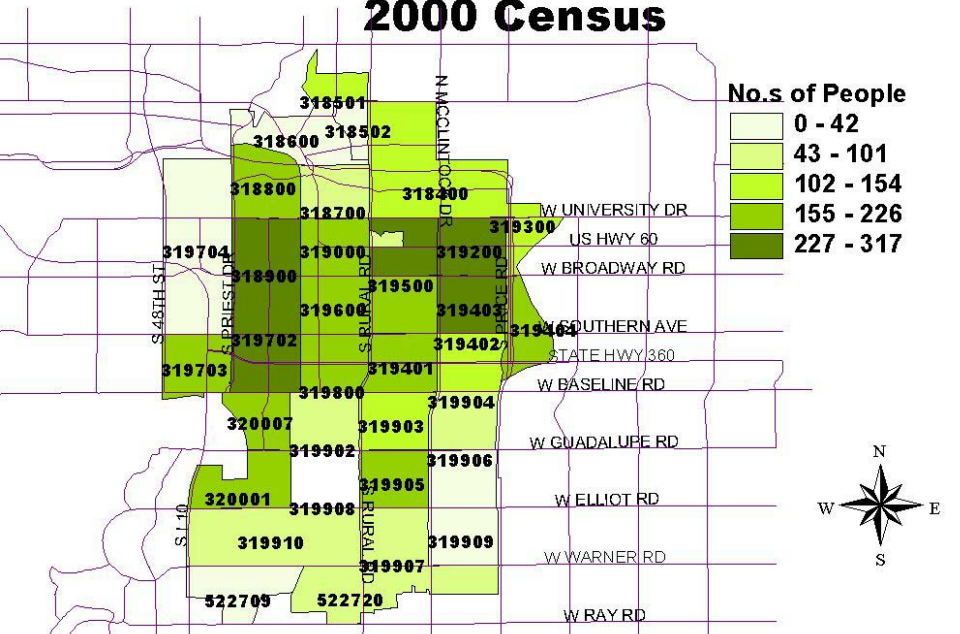 2000 Census
No.s of People
0 - 42
43 - 101
102 - 154
155 - 226
227 - 317
318501
318502
318600
318800
318400
318700
319300
319704
319000
319200
318900
319500
319600
319403
319404
319702
319402
319703
319401
319800
319904
320007
319903
319902
319906
319905
320001
319908
319910
319909
319907
522709
522720
N MCCLINTOCK DR
S 48TH ST
S PRIEST DR
S RURAL RD
S PRICE RD
S I 10
S RURAL RD
W UNIVERSITY DR
US HWY 60
W BROADWAY RD
W SOUTHERN AVE
STATE HWY 360
W BASELINE RD
W GUADALUPE RD
W ELLIOT RD
W WARNER RD
W RAY RD
N
W E
S